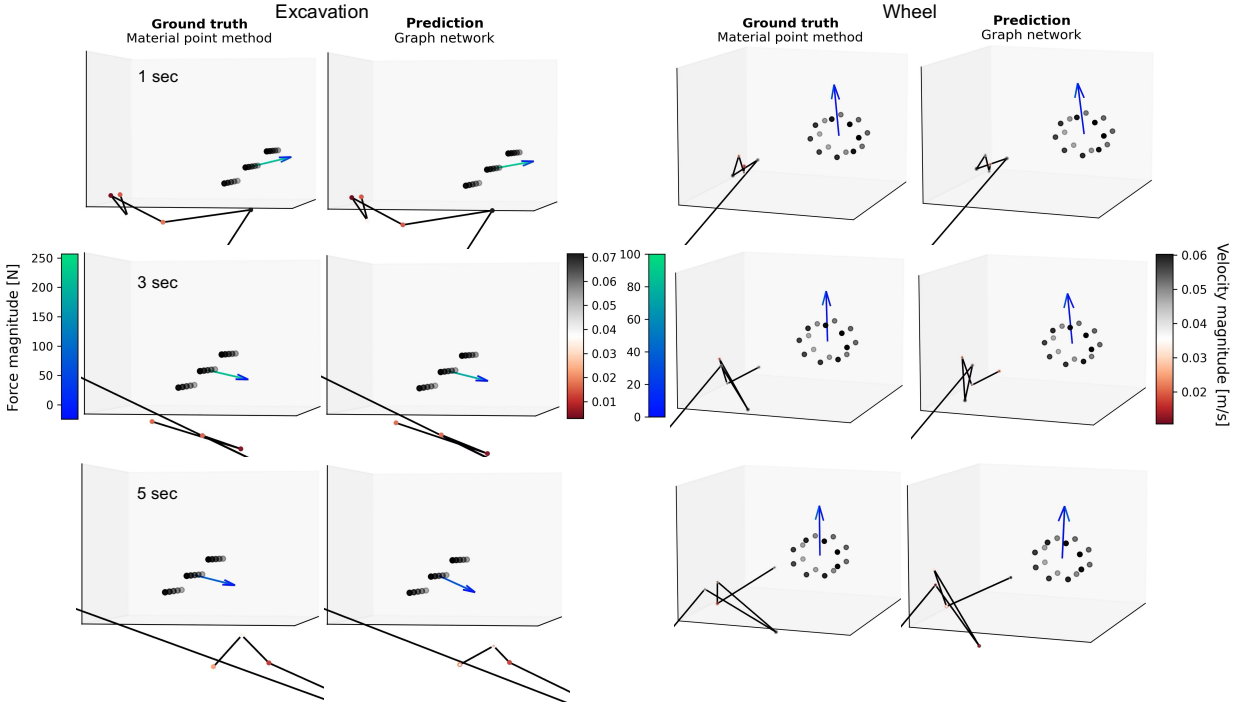 Excavation
Wheel
Ground truth
Material point method
Prediction
Graph network
Ground truth
Material point method
Prediction
Graph network
1 sec
3 sec
5 sec
Force magnitude [N]
250
200
150
100
50
0
0.07
0.06
0.05
0.04
0.03
0.02
0.01
100
80
60
40
20
0
0.06
0.05
0.04
0.03
0.02
Velocity magnitude [m/s]